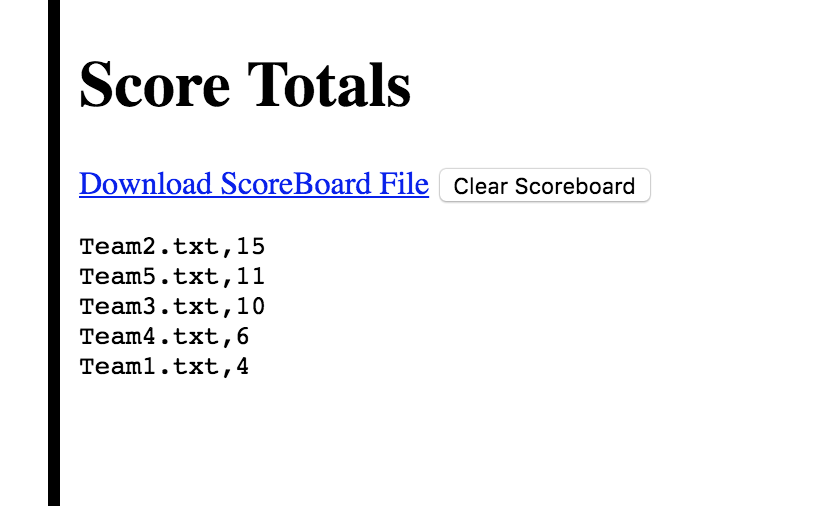 Score Totals
Download ScoreBoard File Clear Scoreboard
Team2.txt,15
Team5.txt,11
Team3.txt,10
Team4.txt,6
Team1.txt,4